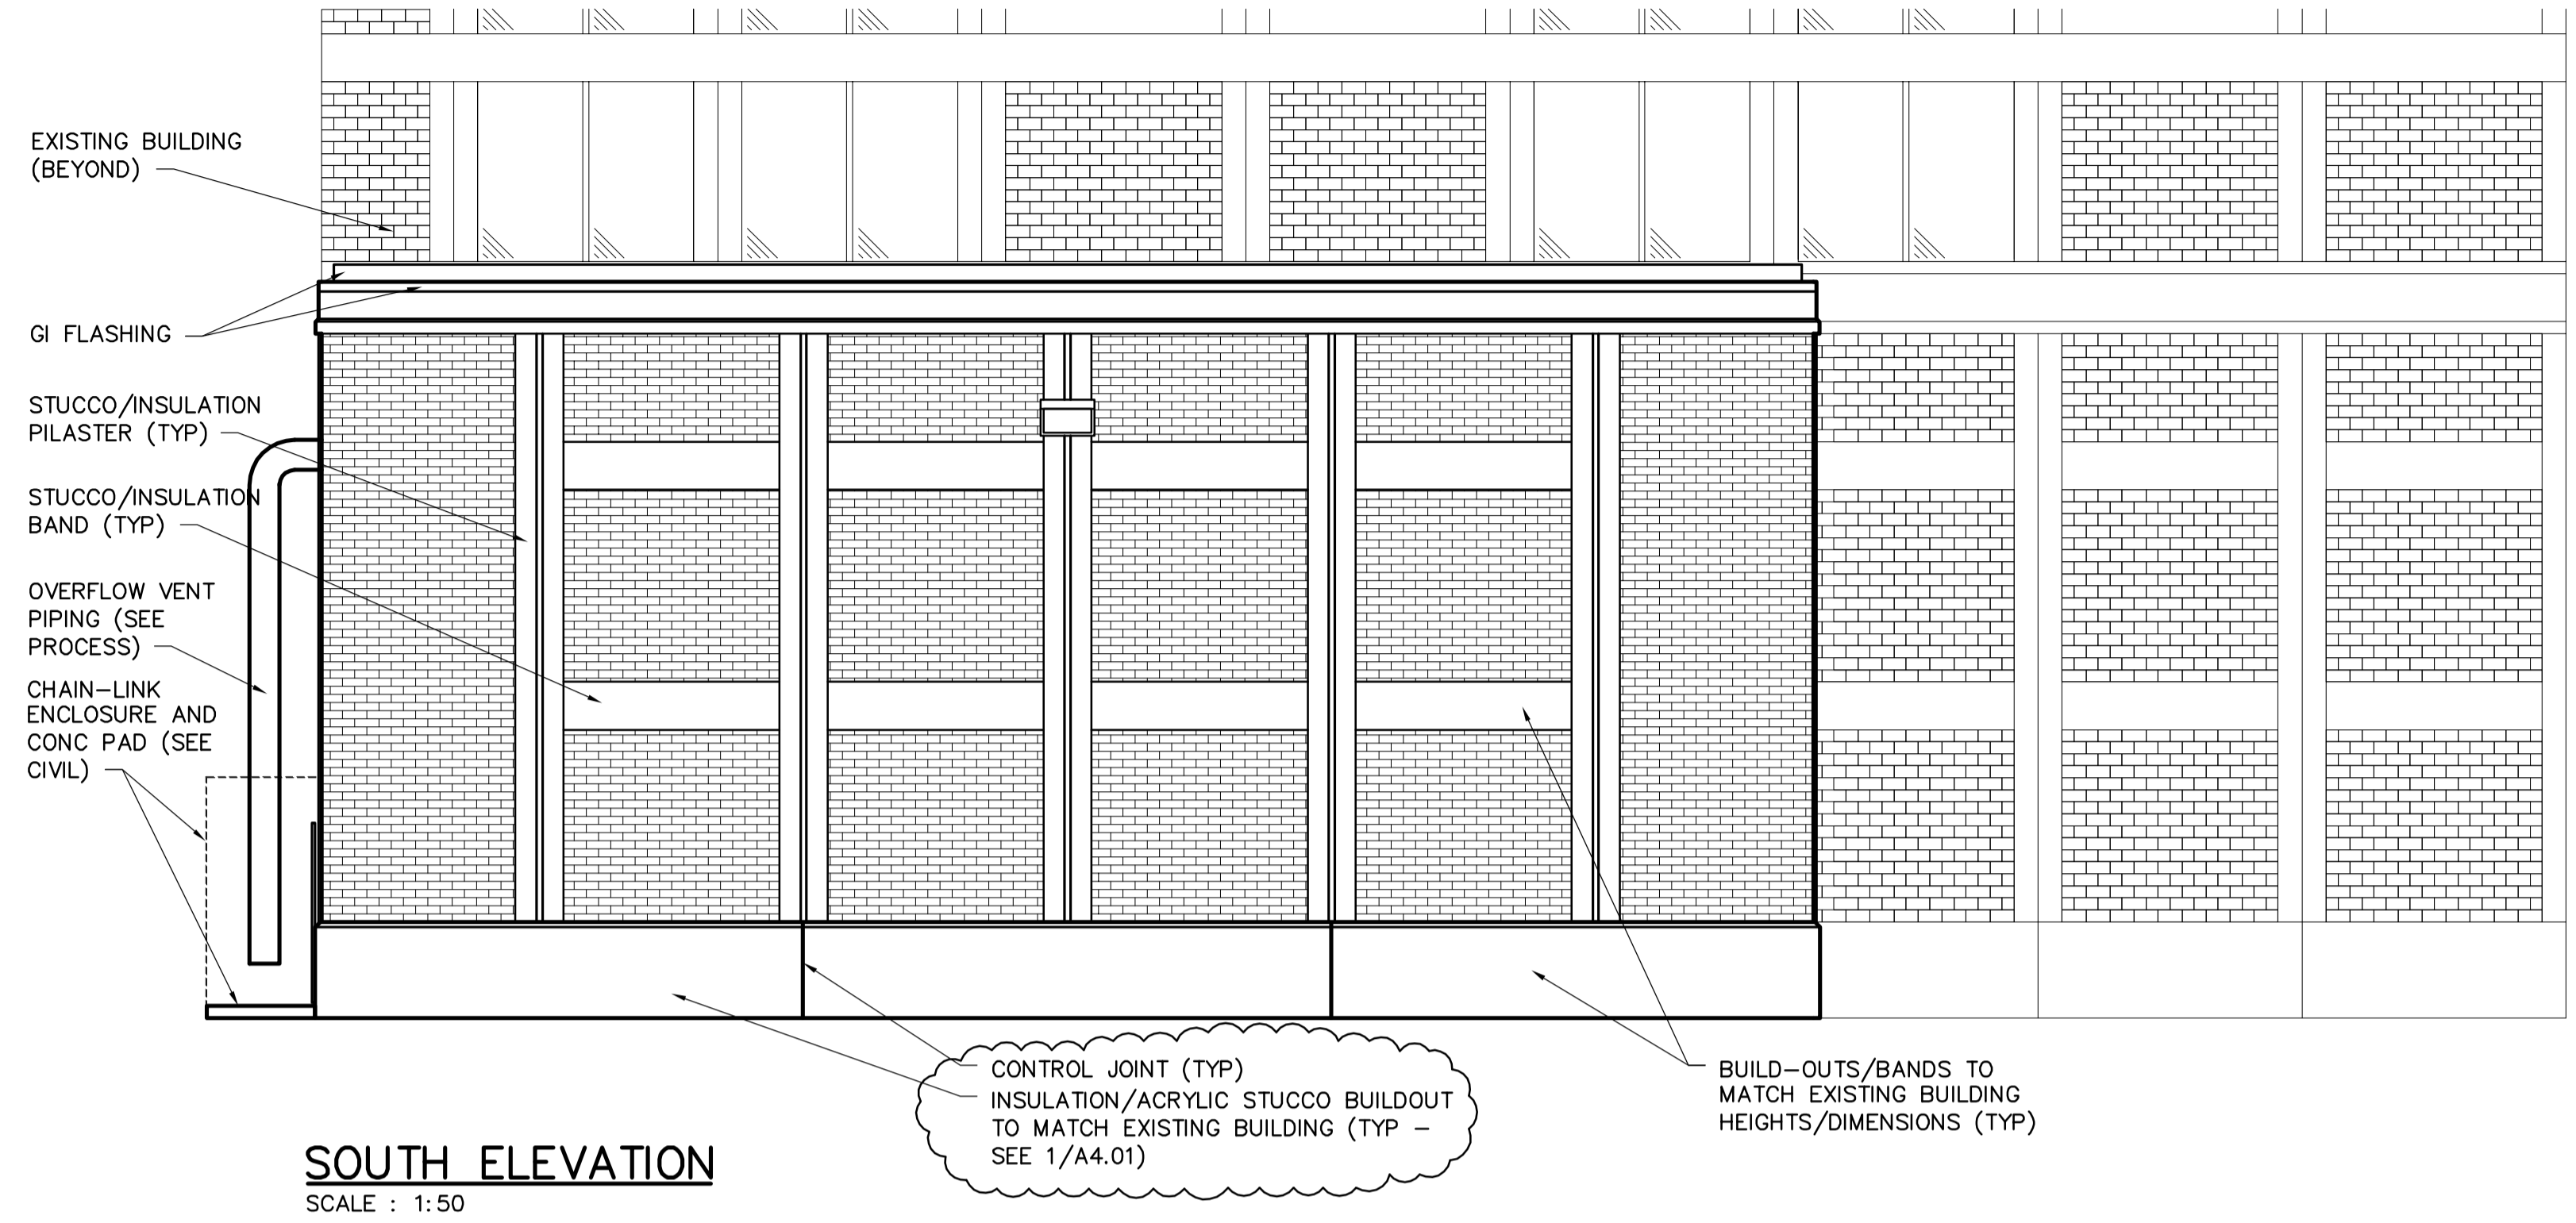 EXISTING BUILDING
(BEYOND)
GI FLASHING
STUCCO/INSULATION
PILASTER (TYP)
STUCCO/INSULATION
BAND (TYP)
OVERFLOW VENT
PIPING (SEE
PROCESS)
CHAIN-LINK
ENCLOSURE AND
CONC PAD (SEE
CIVIL)
CONTROL JOINT (TYP)
INSULATION/ACRYLIC STUCCO BUILDOUT
TO MATCH EXISTING BUILDING (TYP -
SEE 1/A4.01)
BUILD-OUTS/BANDS TO
MATCH EXISTING BUILDING
HEIGHTS/DIMENSIONS (TYP)
SOUTH ELEVATION
SCALE : 1:50